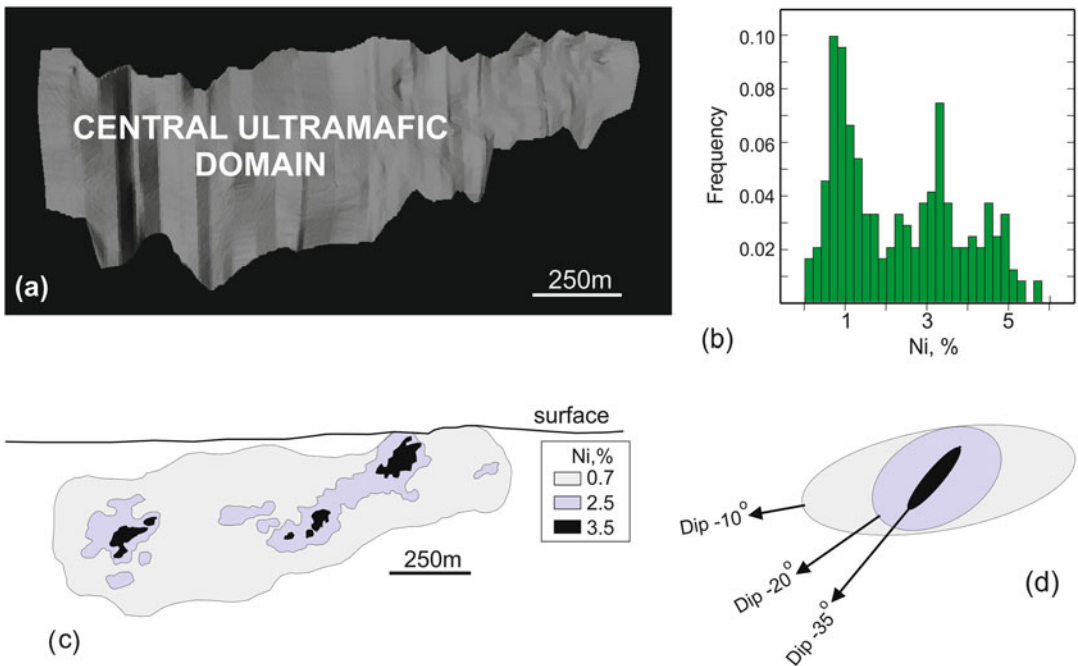 CENTRAL ULTRAMAFIC
DOMAIN
(a)
250m
Frequency
0.10
0.08
0.06
0.04
0.02
1 3 5
Ni, %
(b)
surface
Ni,%
0.7
2.5
3.5
250m
(c)
Dip -10°
Dip -20°
Dip -35°
(d)